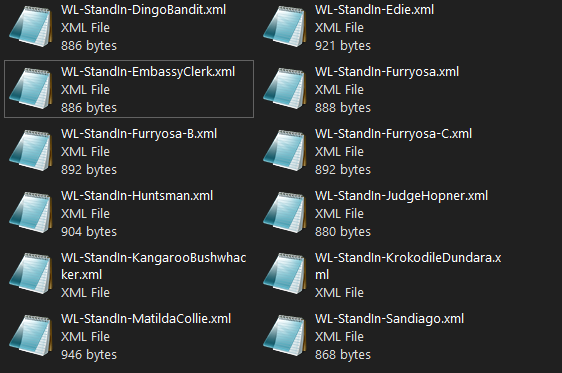 WL-StandIn-DingoBandit.xml
XML File
886 bytes
WL-StandIn-Edie.xml
XML File
921 bytes
WL-StandIn-EmbassyClerk.xml
XML File
886 bytes
WL-StandIn-Furryosa.xml
XML File
888 bytes
WL-StandIn-Furryosa-B.xml
XML File
892 bytes
WL-StandIn-Furryosa-C.xml
XML File
892 bytes
WL-StandIn-Huntsman.xml
XML File
904 bytes
WL-StandIn-JudgeHopner.xml
XML File
880 bytes
WL-StandIn-KangarooBushwhac
ker.xml
XML File
WL-StandIn-KrokodileDundara.x
ml
XML File
WL-StandIn-MatildaCollie.xml
XML File
946 bytes
WL-StandIn-Sandiago.xml
XML File
868 bytes